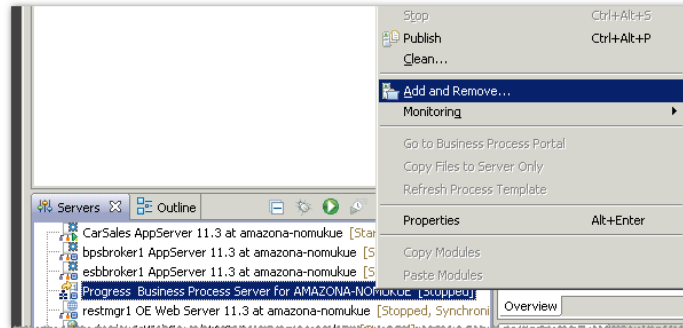 Stop Ctrl+Alt+S
Publish Ctrl+Alt+P
Clean...
Add and Remove...
Monitoring
Go to Business Process Portal
Copy Files to Server Only
Refresh Process Template
Properties Alt+Enter
Copy Modules
Paste Modules
Servers Outline
CarSales AppServer 11.3 at amazona-nomukue [Star
bpsbroker1 AppServer 11.3 at amazona-nomukue [S
esbbroker1 AppServer 11.3 at amazona-nomukue [S
Progress Business Process Server for AMAZONA-NOMUKUE [Stopped]
restmgr1 OE Web Server 11.3 at amazona-nomukue [Stopped, Synchroni
Overview